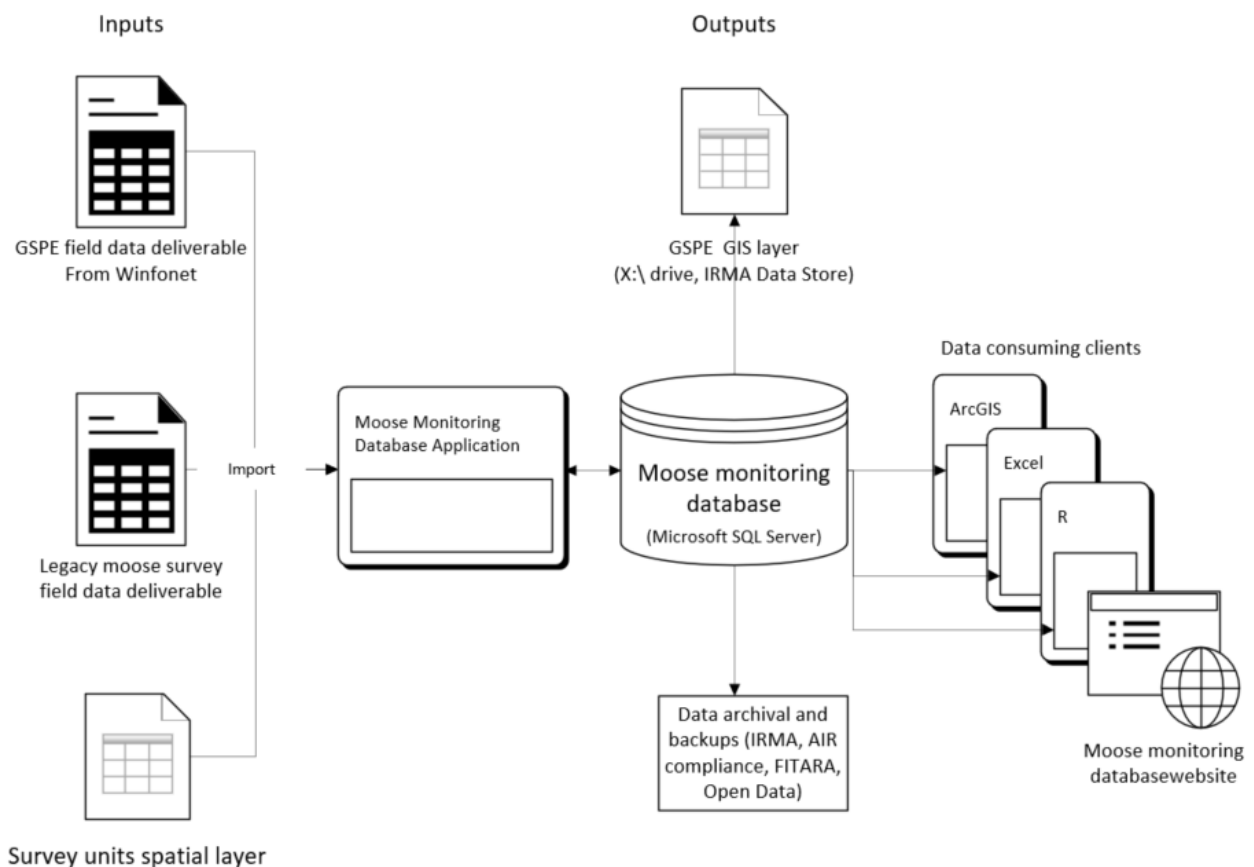 Inputs
Outputs
GSPE field data deliverable
From Winfonet
GSPE  GIS layer
(X:\ drive, IRMA Data Store)
Data consuming clients
Moose Monitoring
Database Application
ArcGIS
Excel
R
Import
Moose monitoring
database
(Microsoft SQL Server)
Legacy moose survey
field data deliverable
Data archival and
backups (IRMA, AIR
compliance, FITARA,
Open Data)
Moose monitoring
databasewebsite
Survey units spatial layer